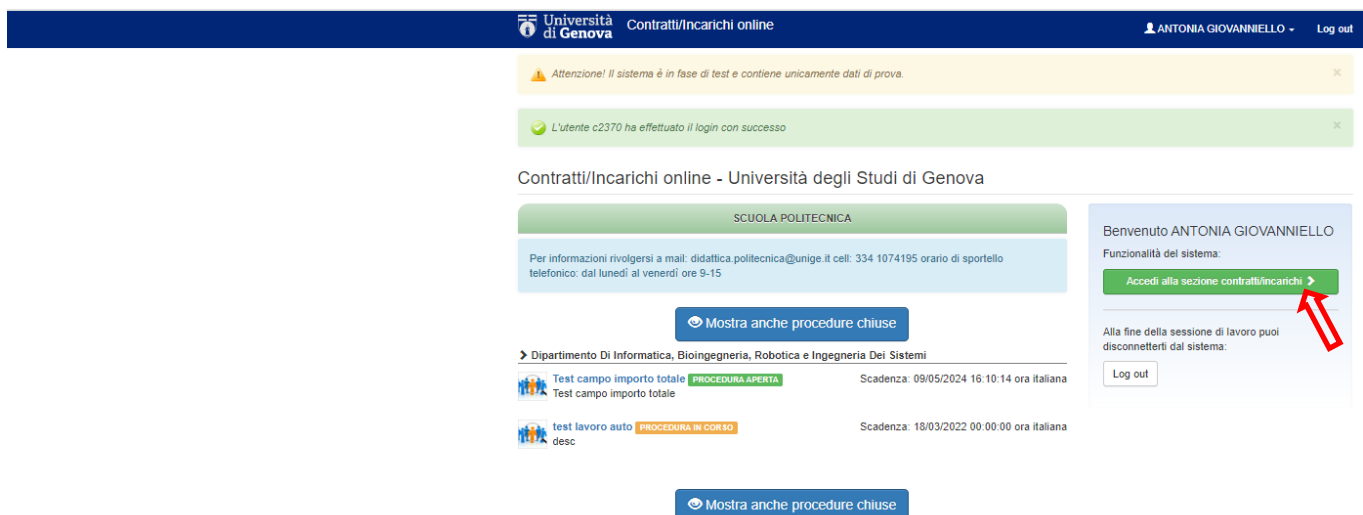 Università
di Genova
Contratti/Incarichi online
ANTONIA GIOVANNIELLO
Log out
Attenzione! Il sistema è in fase di test e contiene unicamente dati di prova.
L'utente c2370 ha effettuato il login con successo
Contratti/Incarichi online - Università degli Studi di Genova
SCUOLA POLITECNICA
Per informazioni rivolgersi a mail: didattica.politecnica@unige.it cell: 334 1074195 orario di sportello
telefonico: dal lunedì al venerdì ore 9-15
Mostra anche procedure chiuse
Dipartimento Di Informatica, Bioingegneria, Robotica e Ingegneria Dei Sistemi
Test campo importo totale PROCEDURA APERTA Scadenza: 09/05/2024 16:10:14 ora italiana
Test campo importo totale
test lavoro auto PROCEDURA IN CORSO Scadenza: 18/03/2022 00:00:00 ora italiana
desc
Mostra anche procedure chiuse
Benvenuto ANTONIA GIOVANNIELLO
Funzionalità del sistema:
Accedi alla sezione contratti/incarichi
Alla fine della sessione di lavoro puoi
disconnetterti dal sistema:
Log out